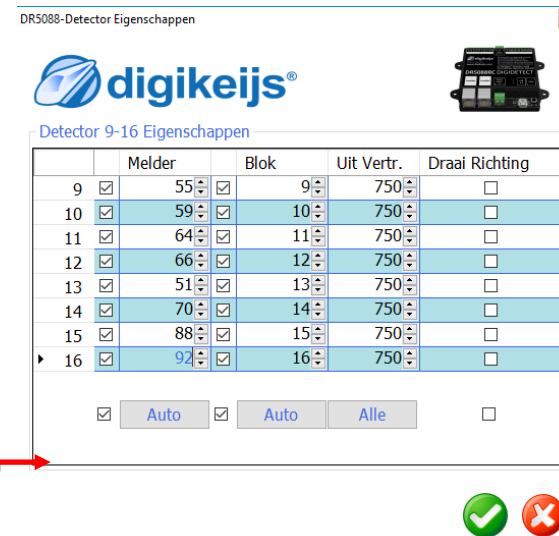 DR5088-Detector Eigenschappen
digikeijs®
DR5088RC DIGIDETECT
Detector 9-16 Eigenschappen
Melder Blok Uit Vertr. Draai Richting
9 55 9 750
10 59 10 750
11 64 11 750
12 66 12 750
13 51 13 750
14 70 14 750
15 88 15 750
16 92 16 750
Auto Auto Alle